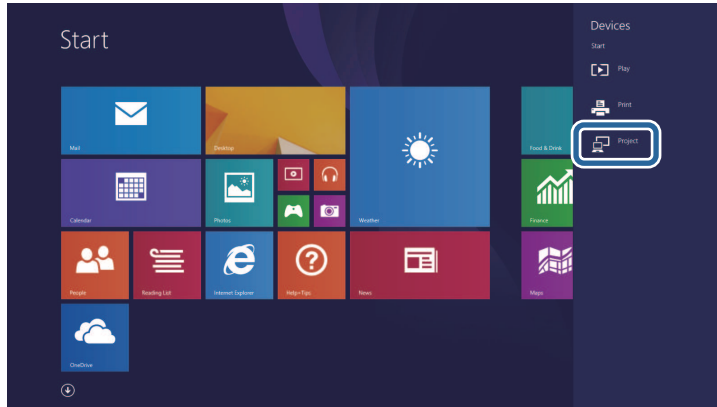 Start
Devices
Start
Play
Print
Project
Mail
Desktop
Food & Drink
Calendar
Photos
Weather
Finance
People
Reading List
Internet Explorer
Help+Tips
News
Maps
OneDrive